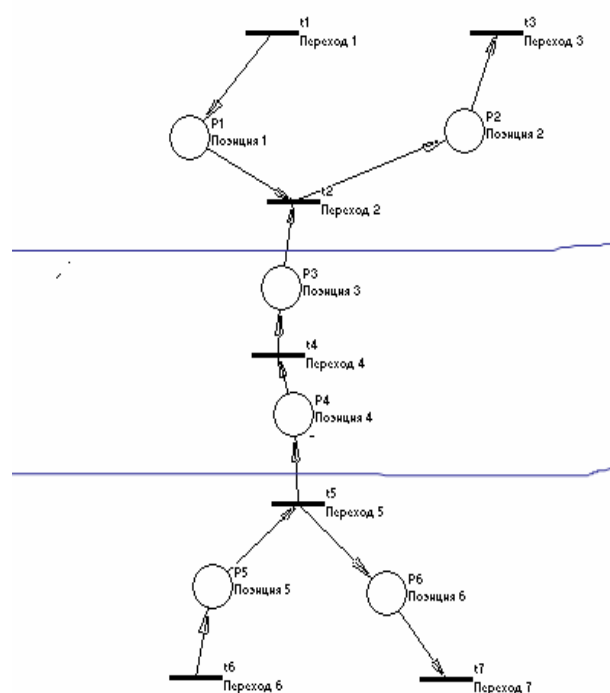 t1
Переход 1
t3
Переход 3
P1
Позиция 1
P2
Позиция 2
t2
Переход 2
P3
Позиция 3
t4
Переход 4
P4
Позиция 4
t5
Переход 5
P5
Позиция 5
P6
Позиция 6
t6
Переход 6
t7
Переход 7